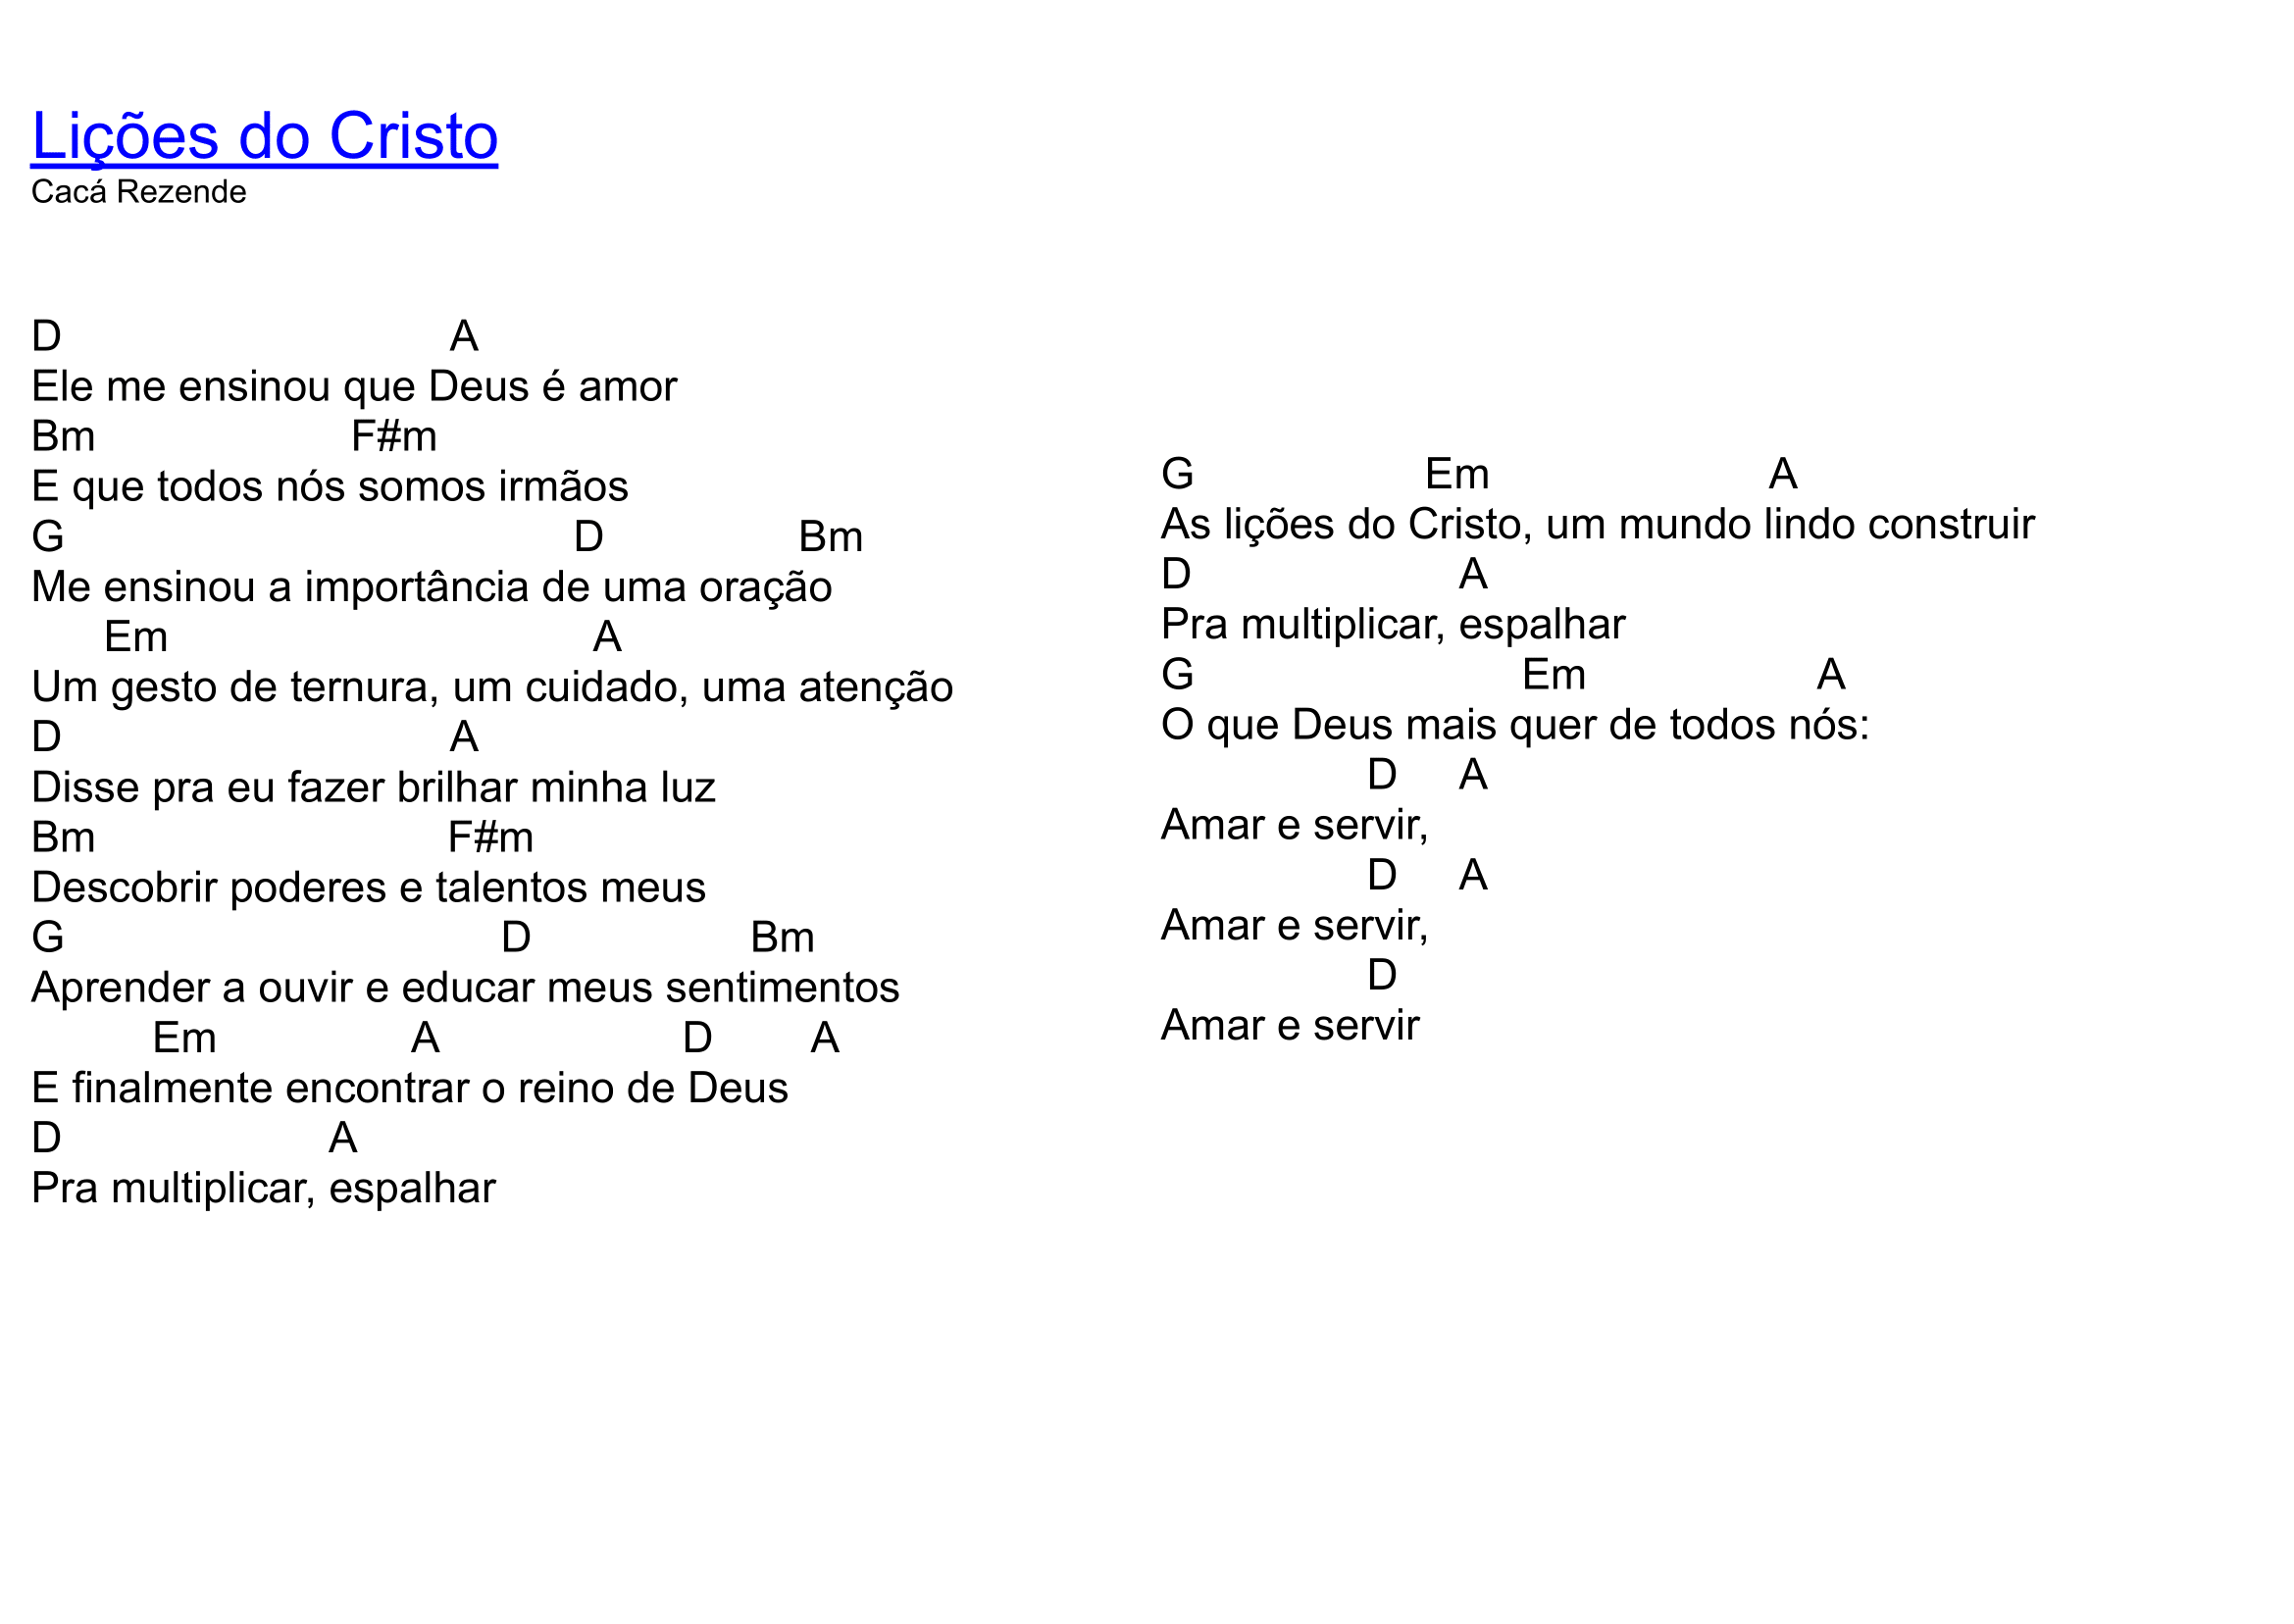 Lições do Cristo
Cacá Rezende
D A
Ele me ensinou que Deus é amor
Bm F#m
E que todos nós somos irmãos
G D Bm
Me ensinou a importância de uma oração
Em A
Um gesto de ternura, um cuidado, uma atenção
D A
Disse pra eu fazer brilhar minha luz
Bm F#m
Descobrir poderes e talentos meus
G D Bm
Aprender a ouvir e educar meus sentimentos
Em A D A
E finalmente encontrar o reino de Deus
D A
Pra multiplicar, espalhar
G Em A
As lições do Cristo, um mundo lindo construir
D A
Pra multiplicar, espalhar
G Em A
O que Deus mais quer de todos nós:
D A
Amar e servir,
D A
Amar e servir,
D
Amar e servir